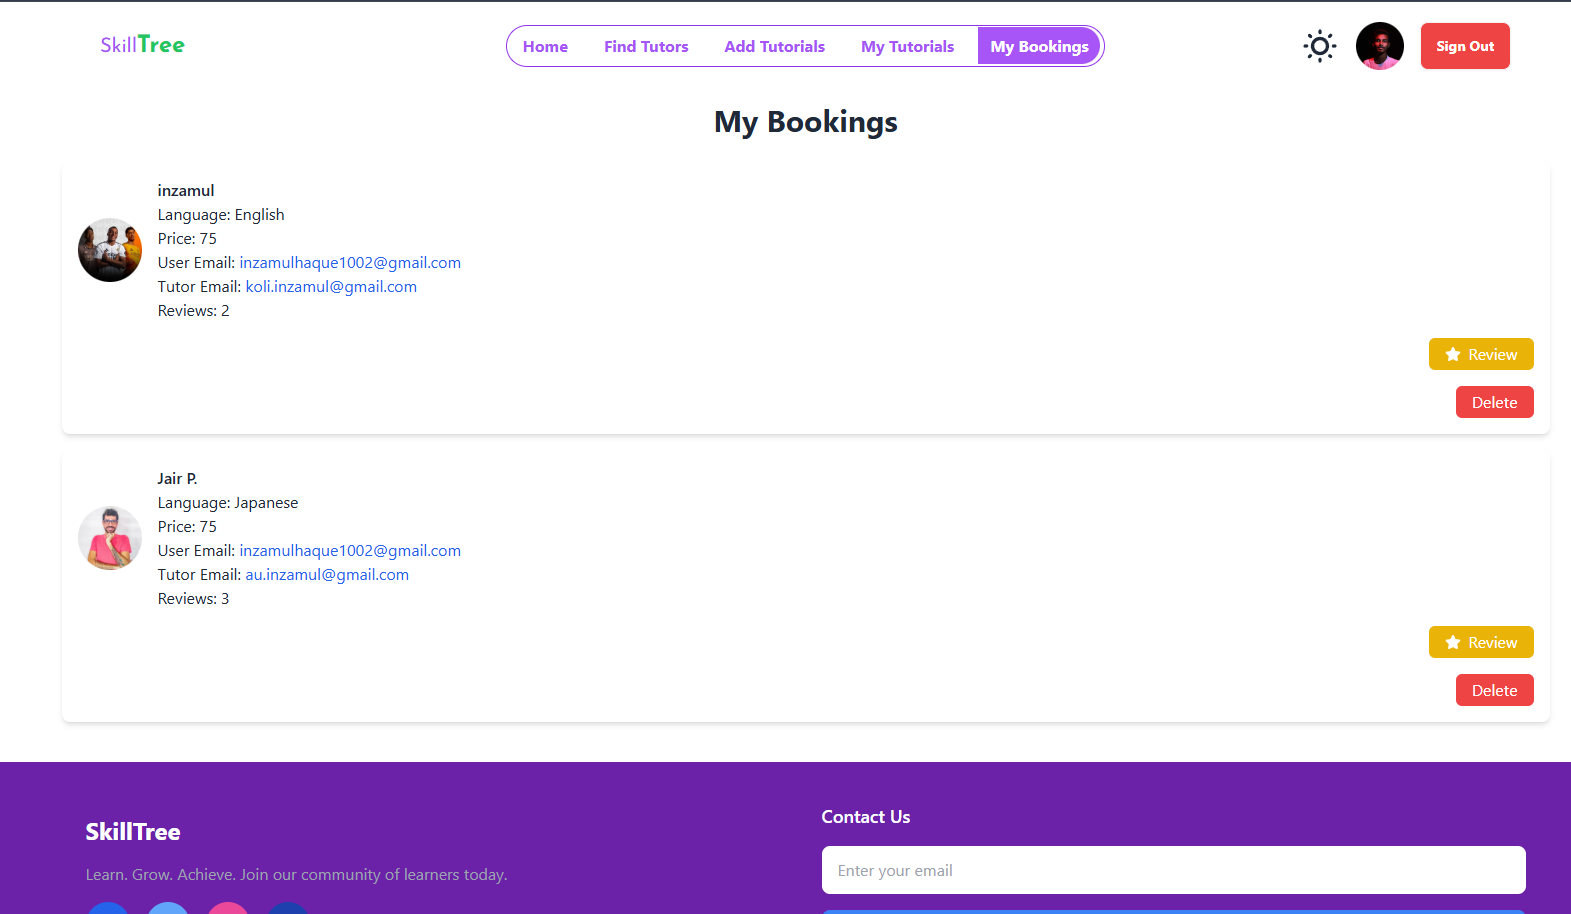 SkillTree
Home
Find Tutors
Add Tutorials
My Tutorials
My Bookings
Sign Out
My Bookings
inzamul
Language: English
Price: 75
User Email: inzamulhaque1002@gmail.com
Tutor Email: koli.inzamul@gmail.com
Reviews: 2
Review
Delete
Jair P.
Language: Japanese
Price: 75
User Email: inzamulhaque1002@gmail.com
Tutor Email: au.inzamul@gmail.com
Reviews: 3
Review
Delete
SkillTree
Learn. Grow. Achieve. Join our community of learners today.
Contact Us
Enter your email